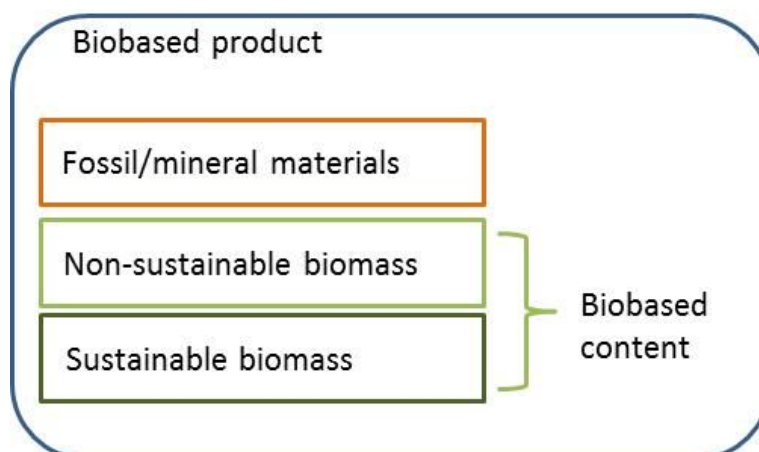 Biobased product
Fossil/mineral materials
Non-sustainable biomass
Sustainable biomass
Biobased
content